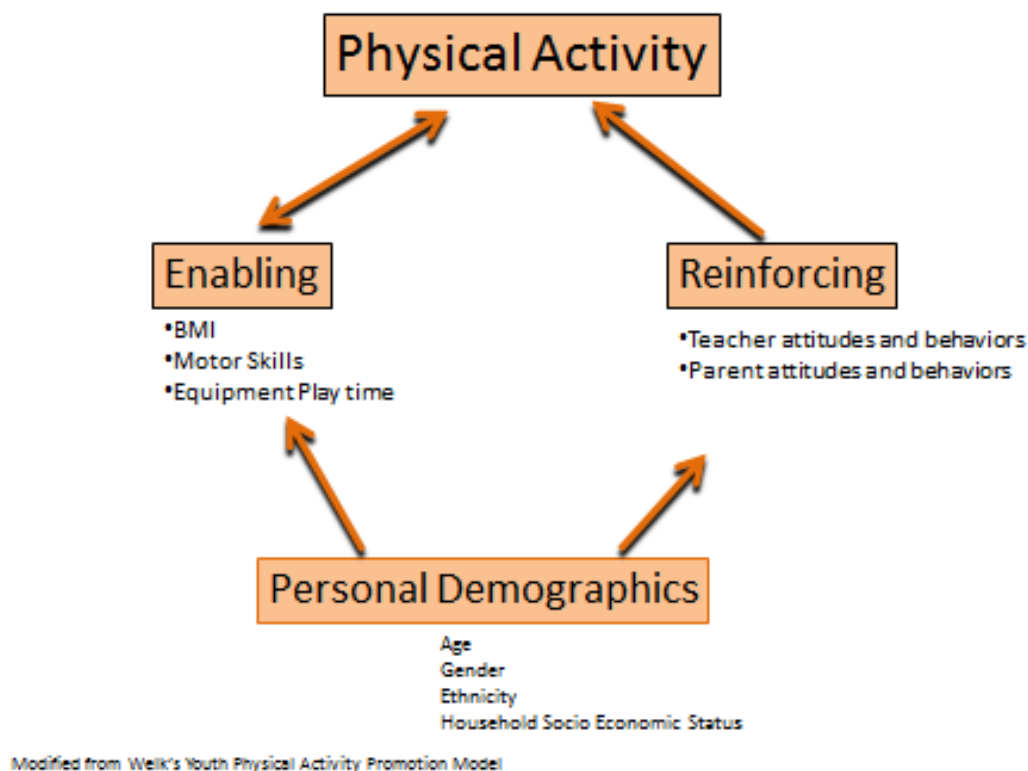 Physical Activity
Enabling
•BMI
•Motor Skills
•Equipment Play time
Reinforcing
•Teacher attitudes and behaviors
•Parent attitudes and behaviors
Personal Demographics
Age
Gender
Ethnicity
Household Socio Economic Status
Modified from Welk's Youth Physical Activity Promotion Model